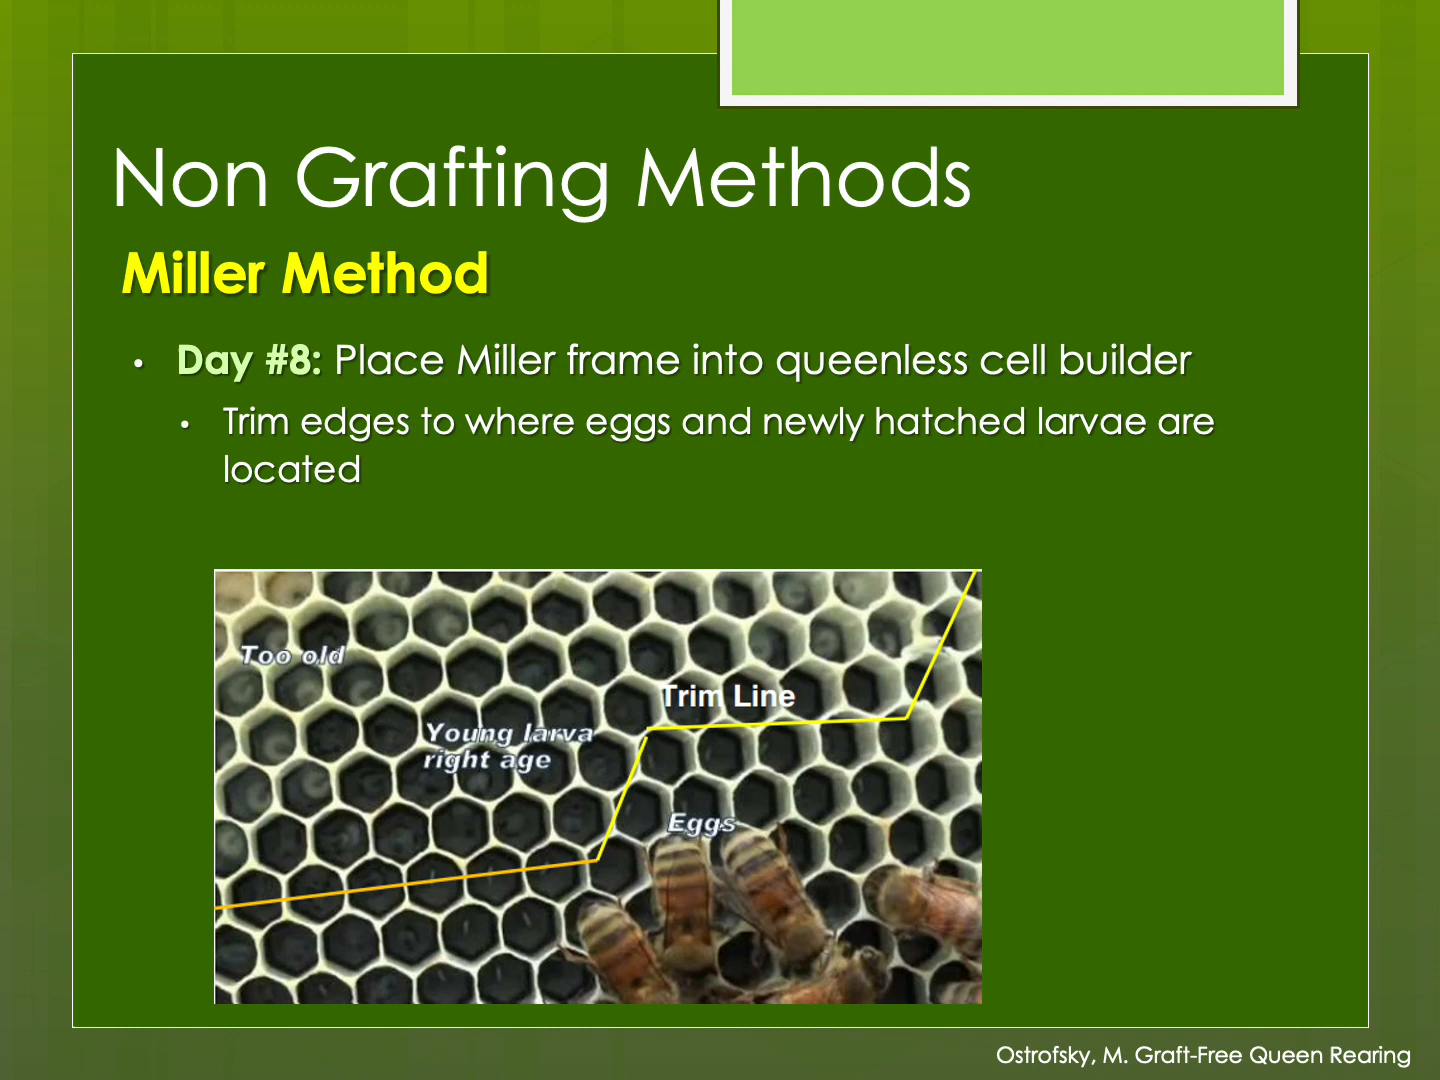 Non Grafting Methods
Miller Method
• Day #8: Place Miller frame into queenless cell builder
• Trim edges to where eggs and newly hatched larvae are
located
Too old
Trim Line
Young larva
right age
Eggs
Ostrofsky, M. Graft-Free Queen Rearing